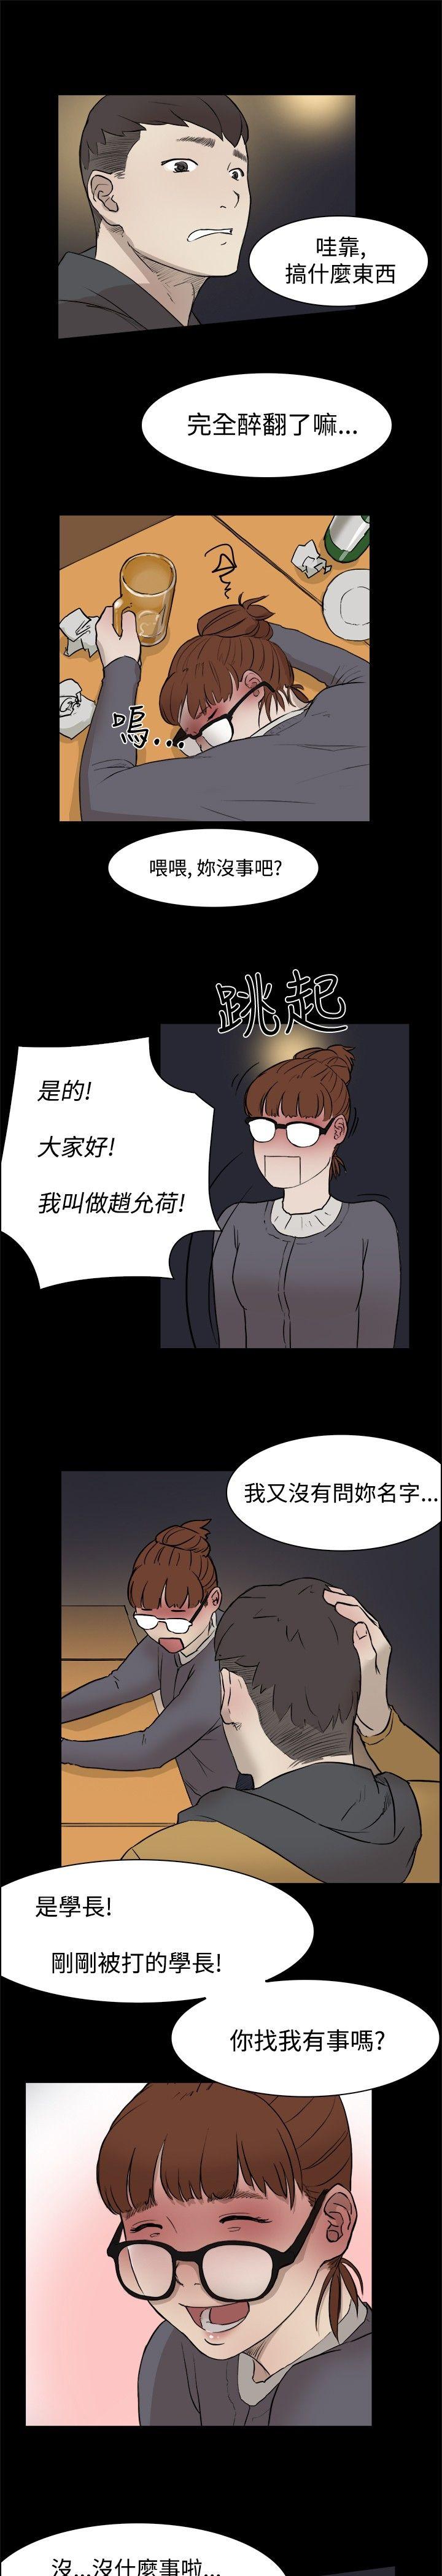 哇靠,
搞什麼東西
完全醉翻了嘛...
嗚...
喂喂, 妳沒事吧?
跳起
是的!
大家好!
我叫做趙允荷!
我又沒有問妳名字...
是學長!
剛剛被打的學長!
你找我有事嗎?
沒...沒什麼事啦...